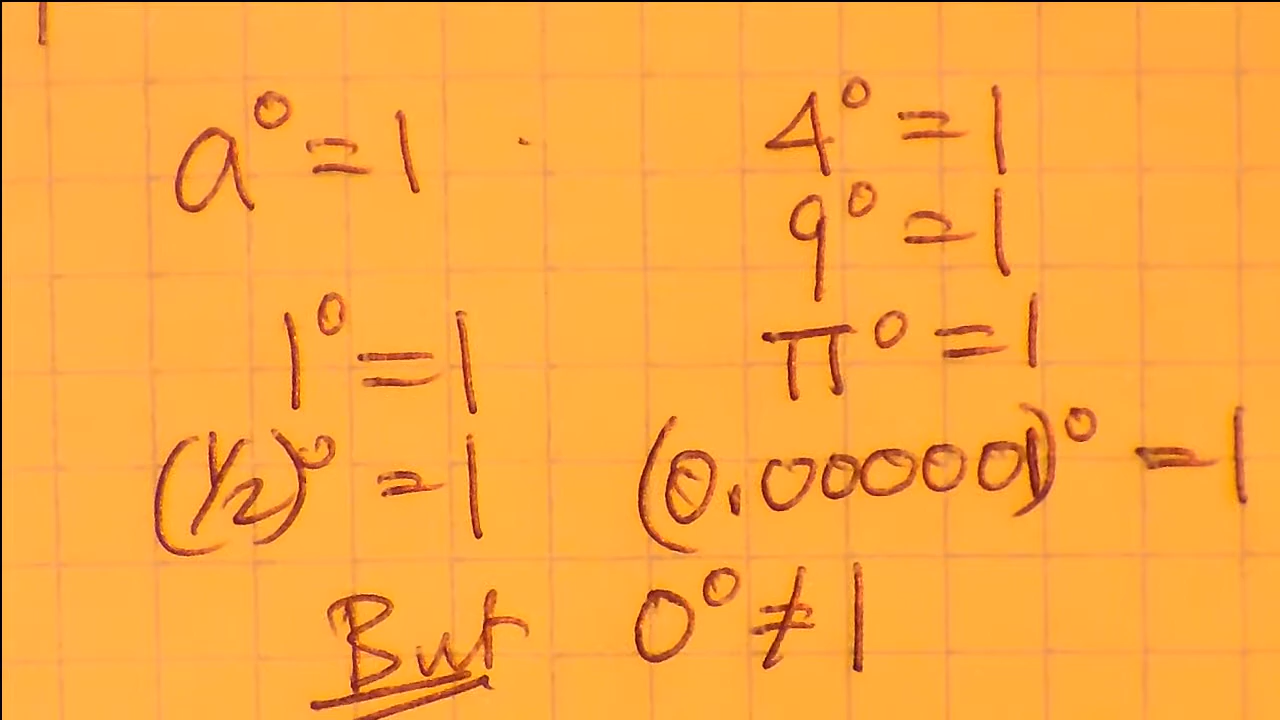 a⁰ = 1
1⁰ = 1
(1/2)⁰ = 1
4⁰ = 1
9⁰ = 1
π⁰ = 1
(0.000001)⁰ = 1
But 0⁰ ≠ 1